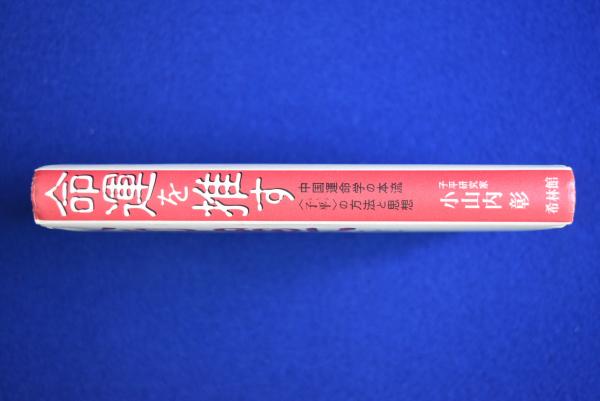 命運を推す
中国運命学の本流
〈子平〉の方法と思想
子平研究家
小山内彰
希林館